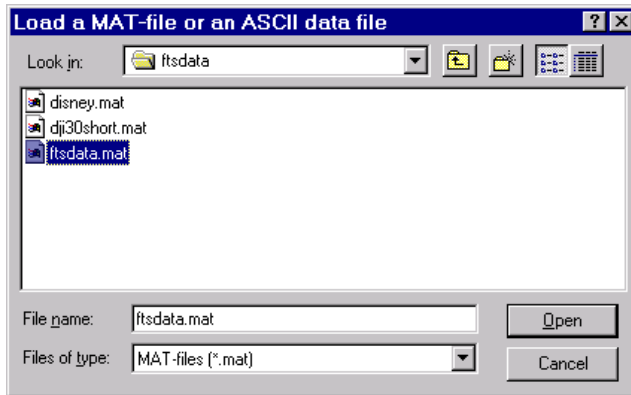 Load a MAT-file or an ASCII data file
Look in: ftsdata
disney.mat
dji30short.mat
ftsdata.mat
File name: ftsdata.mat Open
Files of type: MAT-files (*.mat) Cancel